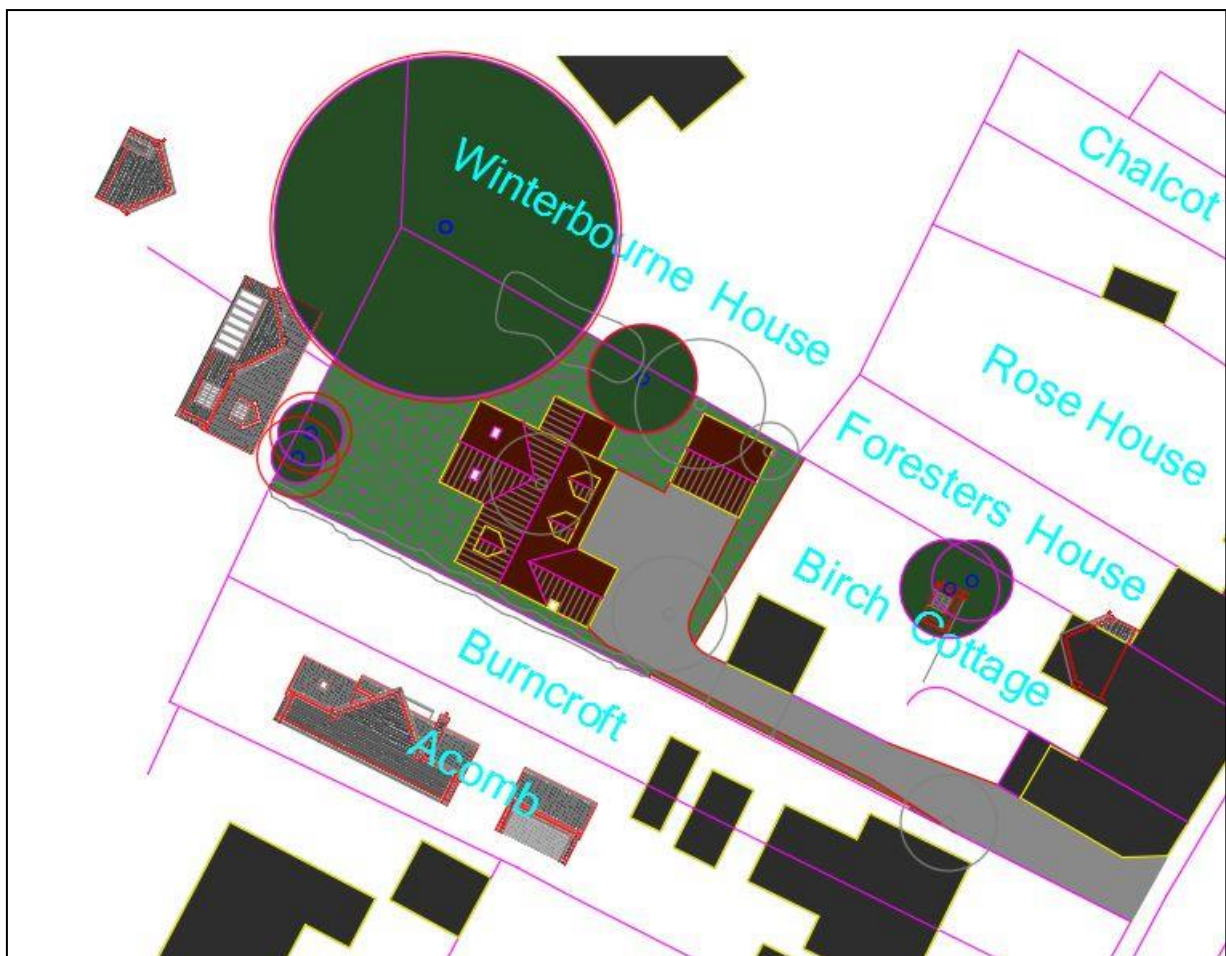 Winterbourne House
Chalcot
Rose House
Foresters House
Birch Cottage
Burncroft
Acomb